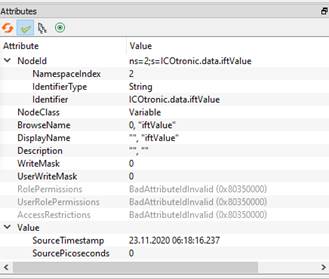 Attributes
Attribute Value
NodeId ns=2;s=ICOtronic.data.iftValue
NamespaceIndex 2
IdentifierType String
Identifier ICOtronic.data.iftValue
NodeClass Variable
BrowseName 0, "iftValue"
DisplayName "", "iftValue"
Description "", ""
WriteMask 0
UserWriteMask 0
RolePermissions BadAttributeIdInvalid (0x80350000)
UserRolePermissions BadAttributeIdInvalid (0x80350000)
AccessRestrictions BadAttributeIdInvalid (0x80350000)
Value
SourceTimestamp 23.11.2020 06:18:16.237
SourcePicoseconds 0